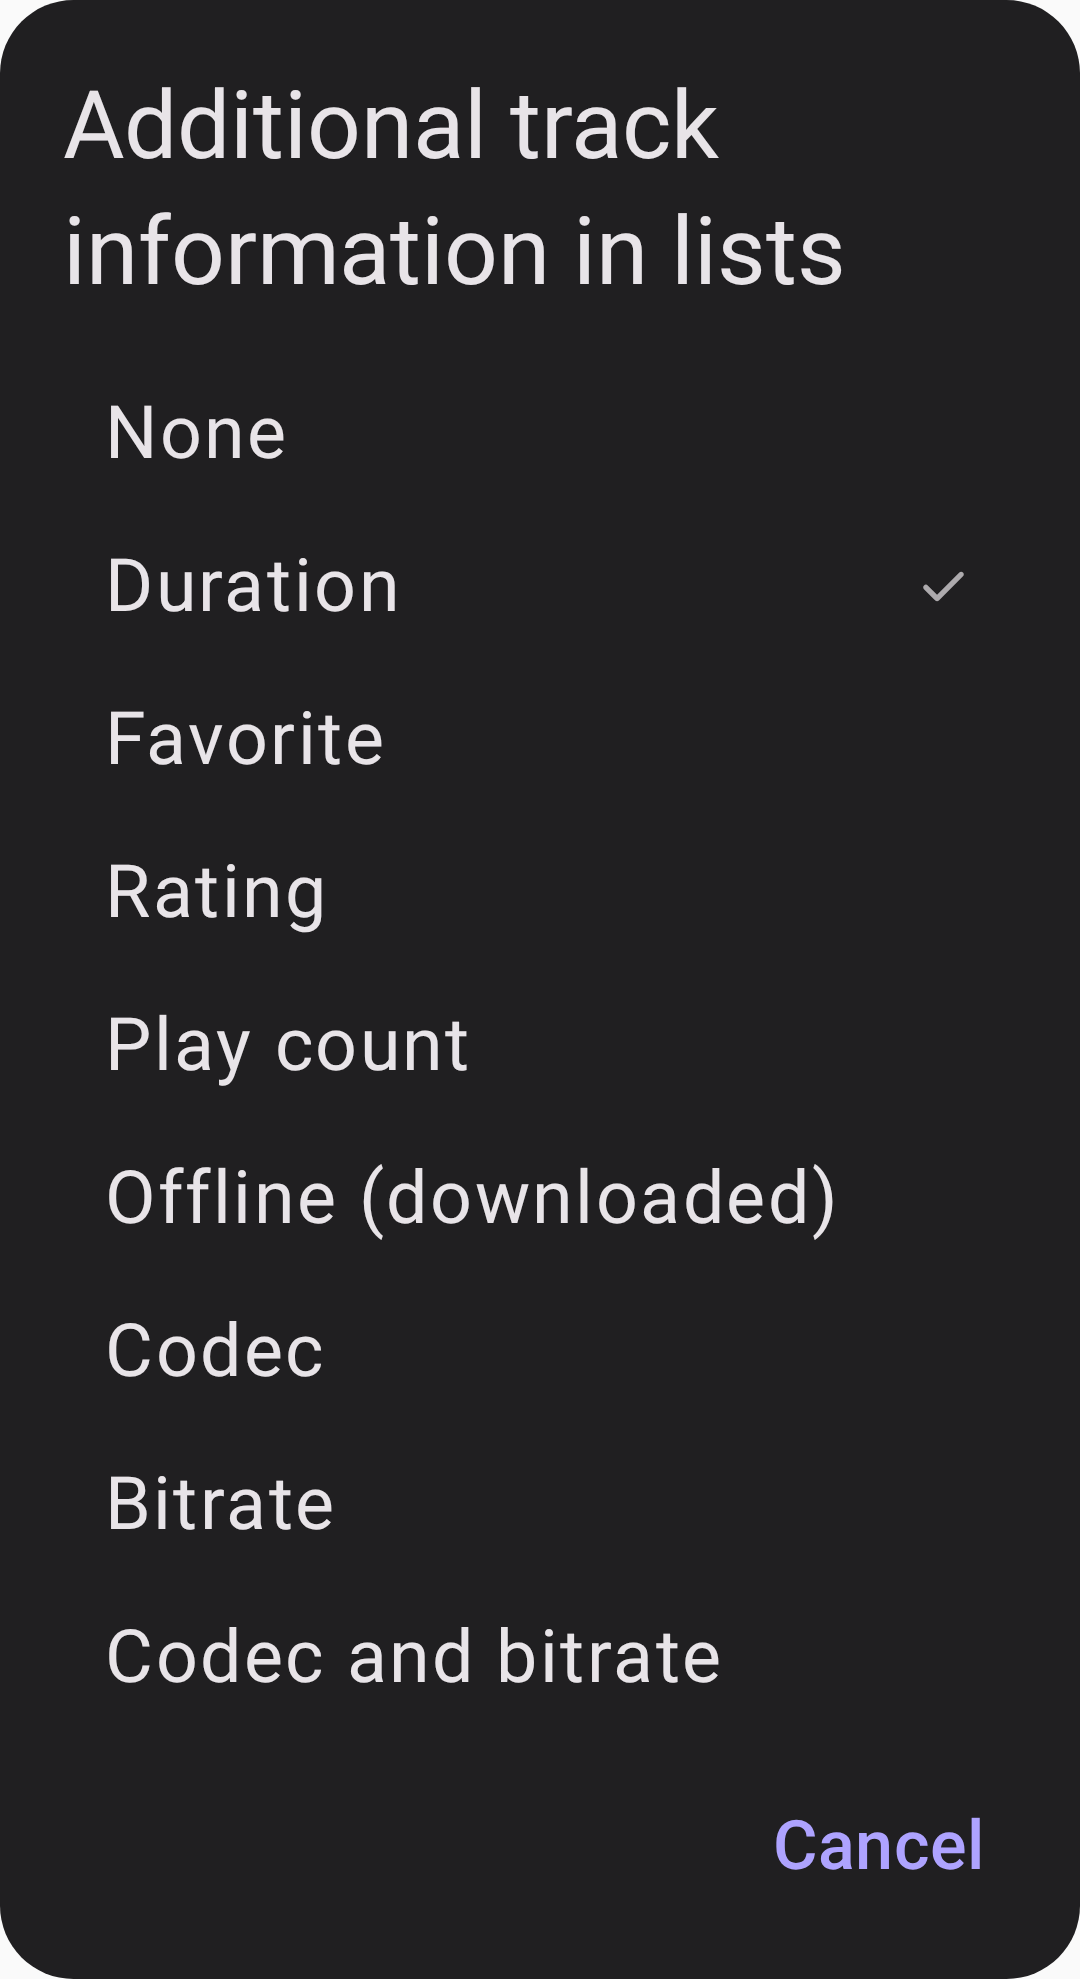 Additional track
information in lists
None
Duration
Favorite
Rating
Play count
Offline (downloaded)
Codec
Bitrate
Codec and bitrate
Cancel